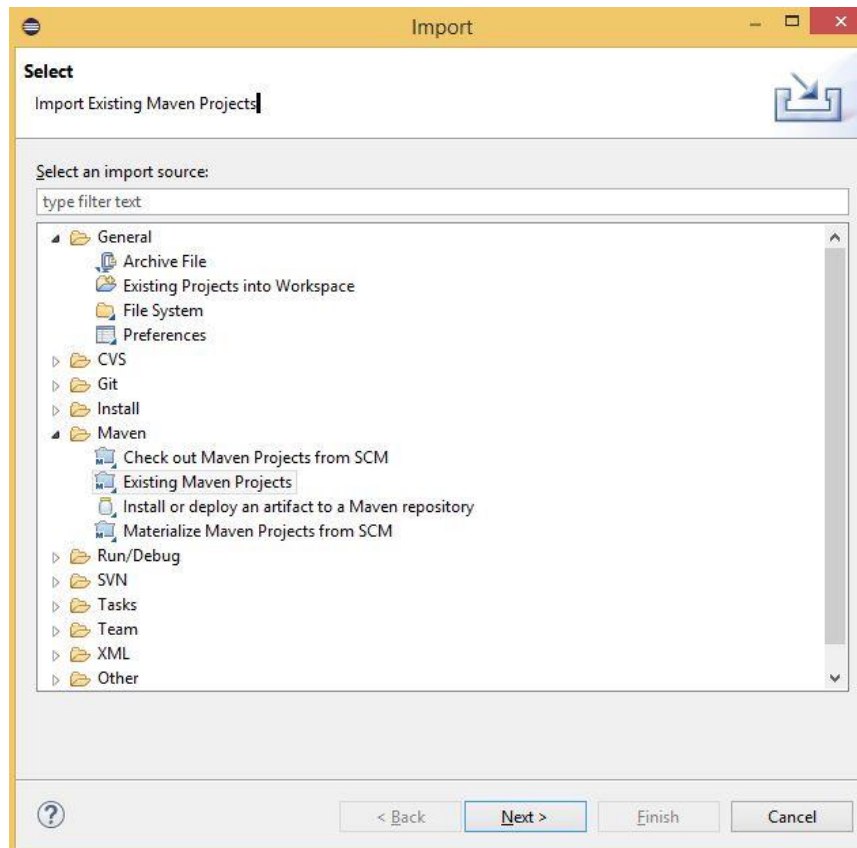 Import
Select
Import Existing Maven Projects
Select an import source:
type filter text
General
Archive File
Existing Projects into Workspace
File System
Preferences
CVS
Git
Install
Maven
Check out Maven Projects from SCM
Existing Maven Projects
Install or deploy an artifact to a Maven repository
Materialize Maven Projects from SCM
Run/Debug
SVN
Tasks
Team
XML
Other
? < Back Next > Finish Cancel